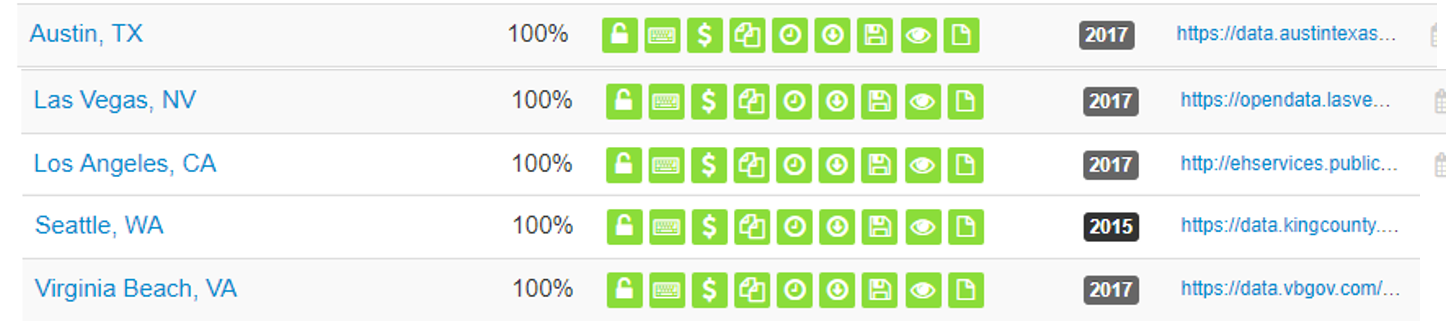 Austin, TX 100% $ 2017 https://data.austintexas...
Las Vegas, NV 100% $ 2017 https://opendata.lasve...
Los Angeles, CA 100% $ 2017 http://ehservices.public...
Seattle, WA 100% $ 2015 https://data.kingcounty....
Virginia Beach, VA 100% $ 2017 https://data.vbgov.com/...